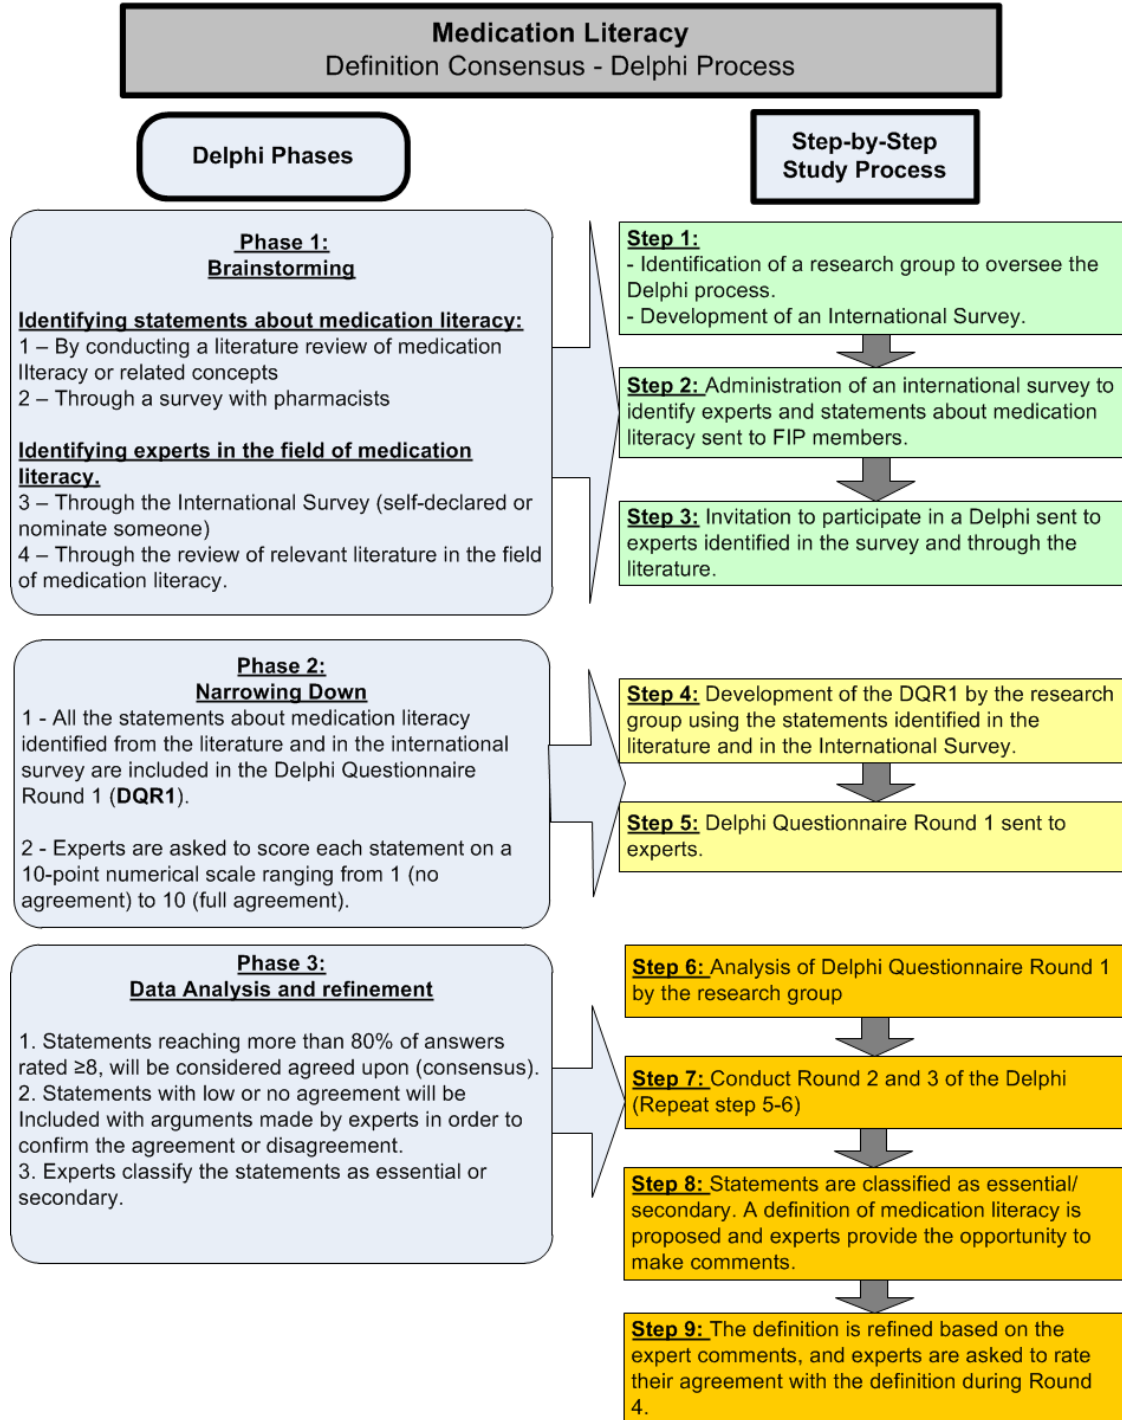 Medication Literacy
Definition Consensus - Delphi Process
Delphi Phases
Step-by-Step
Study Process
Phase 1:
Brainstorming
Identifying statements about medication literacy:
1 – By conducting a literature review of medication
lIteracy or related concepts
2 – Through a survey with pharmacists
Identifying experts in the field of medication
literacy.
3 – Through the International Survey (self-declared or
nominate someone)
4 – Through the review of relevant literature in the field
of medication literacy.
Step 1:
- Identification of a research group to oversee the
Delphi process.
- Development of an International Survey.
Step 2: Administration of an international survey to
identify experts and statements about medication
literacy sent to FIP members.
Step 3: Invitation to participate in a Delphi sent to
experts identified in the survey and through the
literature.
Phase 2:
Narrowing Down
1 - All the statements about medication literacy
identified from the literature and in the international
survey are included in the Delphi Questionnaire
Round 1 (DQR1).
2 - Experts are asked to score each statement on a
10-point numerical scale ranging from 1 (no
agreement) to 10 (full agreement).
Step 4: Development of the DQR1 by the research
group using the statements identified in the
literature and in the International Survey.
Step 5: Delphi Questionnaire Round 1 sent to
experts.
Phase 3:
Data Analysis and refinement
1. Statements reaching more than 80% of answers
rated ≥8, will be considered agreed upon (consensus).
2. Statements with low or no agreement will be
Included with arguments made by experts in order to
confirm the agreement or disagreement.
3. Experts classify the statements as essential or
secondary.
Step 6: Analysis of Delphi Questionnaire Round 1
by the research group
Step 7: Conduct Round 2 and 3 of the Delphi
(Repeat step 5-6)
Step 8: Statements are classified as essential/
secondary. A definition of medication literacy is
proposed and experts provide the opportunity to
make comments.
Step 9: The definition is refined based on the
expert comments, and experts are asked to rate
their agreement with the definition during Round
4.